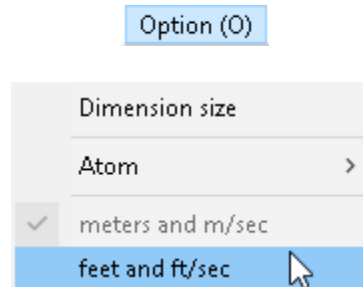 Option (O)
Dimension size
Atom
meters and m/sec
feet and ft/sec